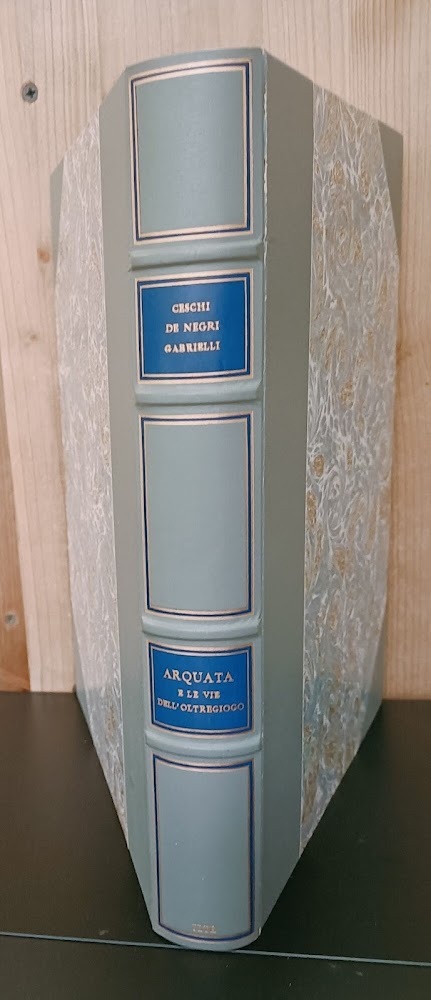 CESCHI
DE NEGRI
GABRIELLI
ARQUATA
E LE VIE
DELL'OLTREGIOGO